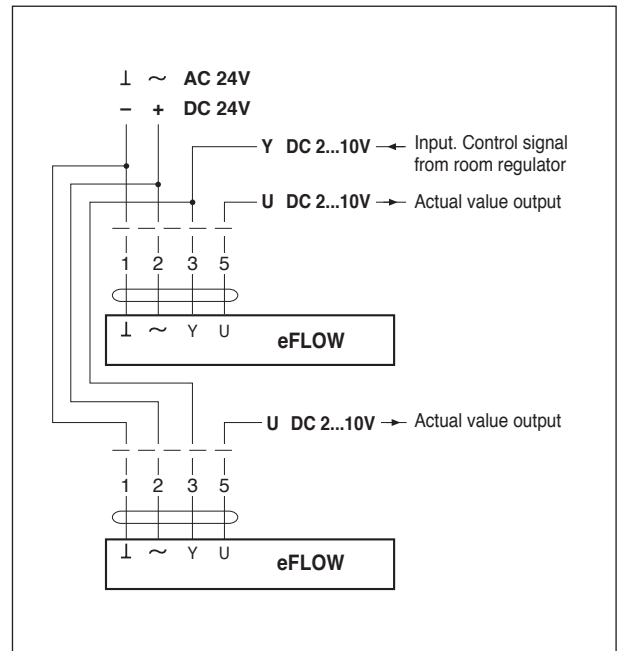 ⊥ ~ AC 24V
– + DC 24V
Y DC 2...10V Input. Control signal
from room regulator
U DC 2...10V Actual value output
1 2 3 5
⊥ ~ Y U
eFLOW
U DC 2...10V Actual value output
1 2 3 5
⊥ ~ Y U
eFLOW